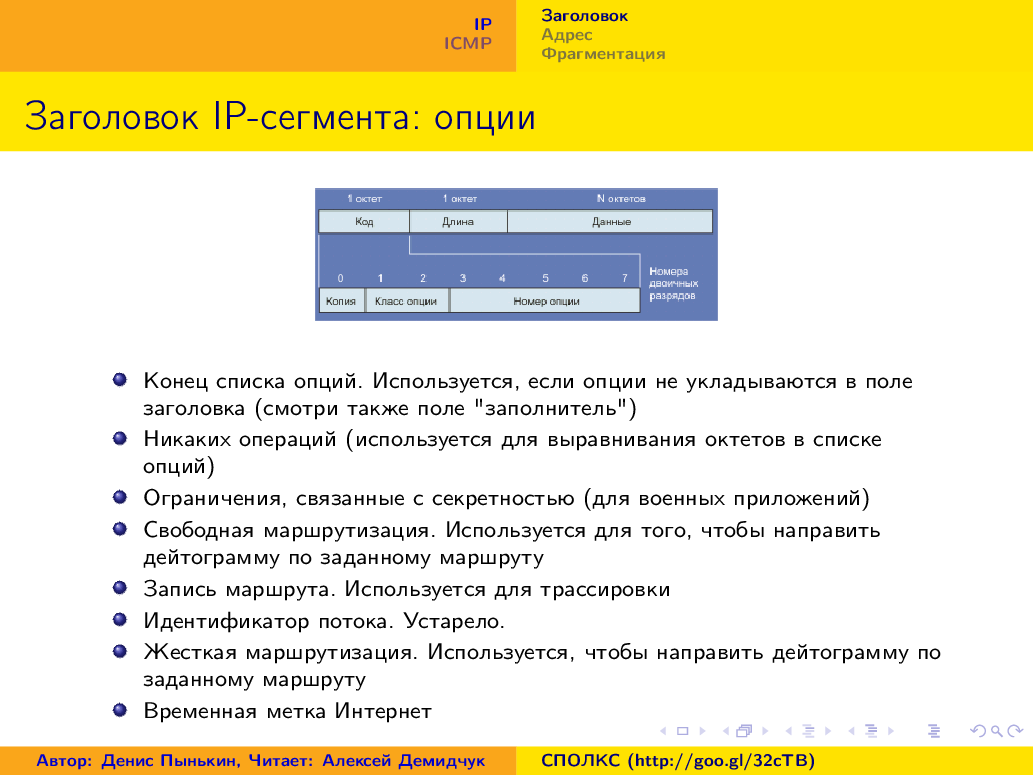 IP
ICMP
Заголовок
Адрес
Фрагментация
Заголовок IP-сегмента: опции
1 октет 1 октет N октетов
Код Длина Данные
0 1 2 3 4 5 6 7
Номера
двоичных
разрядов
Копия Класс опции Номер опции
Конец списка опций. Используется, если опции не укладываются в поле
заголовка (смотри также поле "заполнитель")
Никаких операций (используется для выравнивания октетов в списке
опций)
Ограничения, связанные с секретностью (для военных приложений)
Свободная маршрутизация. Используется для того, чтобы направить
дейтограмму по заданному маршруту
Запись маршрута. Используется для трассировки
Идентификатор потока. Устарело.
Жесткая маршрутизация. Используется, чтобы направить дейтограмму по
заданному маршруту
Временная метка Интернет
Автор: Денис Пынькин, Читает: Алексей Демидчук СПОЛКС (http://goo.gl/32cTB)